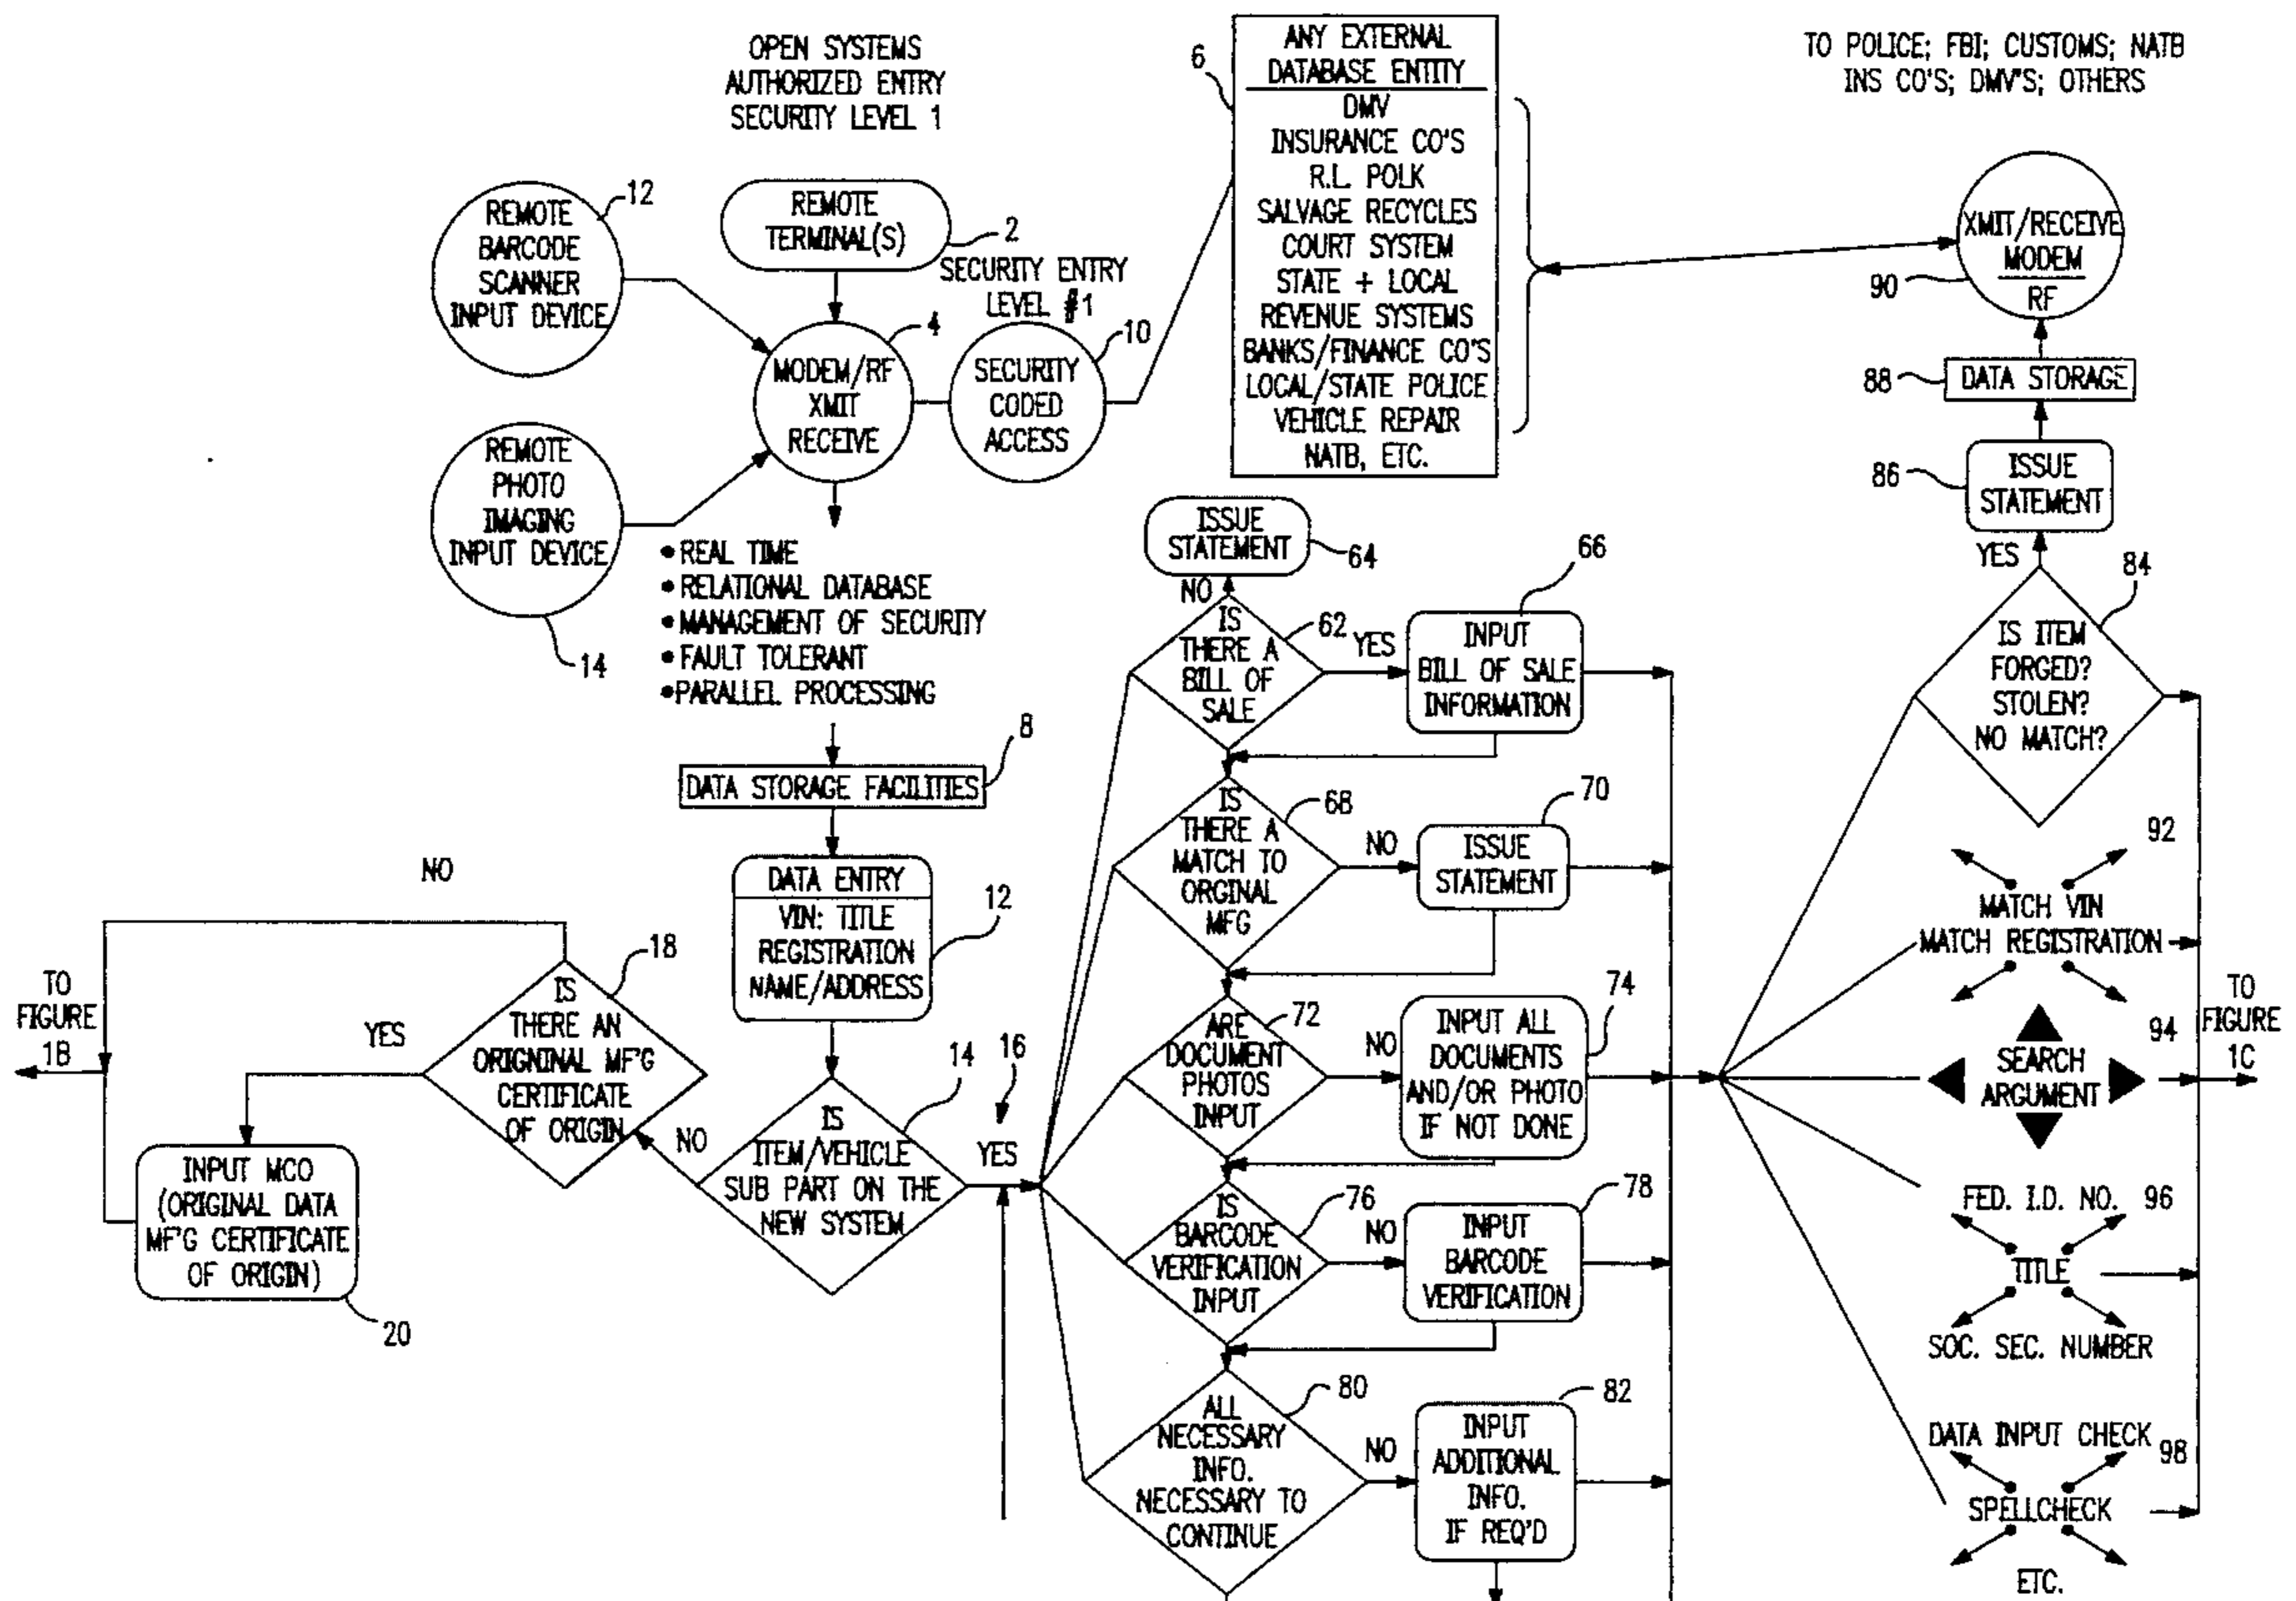 OPEN SYSTEMS
AUTHORIZED ENTRY
SECURITY LEVEL 1
6
ANY EXTERNAL
DATABASE ENTITY
DMV
INSURANCE CO'S
R.L. POLK
SALVAGE RECYCLES
COURT SYSTEM
STATE + LOCAL
REVENUE SYSTEMS
BANKS/FINANCE CO'S
LOCAL/STATE POLICE
VEHICLE REPAIR
NATB, ETC.
TO POLICE; FBI; CUSTOMS; NATB
INS CO'S; DMV'S; OTHERS
REMOTE
BARCODE
SCANNER
INPUT DEVICE
12
REMOTE
TERMINAL(S)
2
SECURITY ENTRY
LEVEL #1
4
MODEM/RF
XMIT
RECEIVE
10
SECURITY
CODED
ACCESS
REMOTE
PHOTO
IMAGING
INPUT DEVICE
14
• REAL TIME
• RELATIONAL DATABASE
• MANAGEMENT OF SECURITY
• FAULT TOLERANT
• PARALLEL PROCESSING
8
DATA STORAGE FACILITIES
DATA ENTRY
VIN: TITLE
REGISTRATION
NAME/ADDRESS
12
NO
18
IS
THERE AN
ORIGNINAL MF'G
CERTIFICATE
OF ORIGIN
YES
TO
FIGURE
1B
INPUT MCO
(ORIGINAL DATA
MF'G CERTIFICATE
OF ORIGIN)
20
NO
14
IS
ITEM/VEHICLE
SUB PART ON THE
NEW SYSTEM
16
YES
ISSUE
STATEMENT
64
NO
IS
THERE A
BILL OF
SALE
62
YES
66
INPUT
BILL OF SALE
INFORMATION
IS
THERE A
MATCH TO
ORGINAL
MFG
68
NO
70
ISSUE
STATEMENT
ARE
DOCUMENT
PHOTOS
INPUT
72
NO
74
INPUT ALL
DOCUMENTS
AND/OR PHOTO
IF NOT DONE
IS
BARCODE
VERIFICATION
INPUT
76
NO
78
INPUT
BARCODE
VERIFICATION
ALL
NECESSARY
INFO.
NECESSARY TO
CONTINUE
80
NO
82
INPUT
ADDITIONAL
INFO.
IF REQ'D
XMIT/RECEIVE
MODEM
RF
90
88
DATA STORAGE
86
ISSUE
STATEMENT
YES
84
IS ITEM
FORGED?
STOLEN?
NO MATCH?
92
MATCH VIN
MATCH REGISTRATION
94
SEARCH
ARGUMENT
TO
FIGURE
1C
FED. I.D. NO.
96
TITLE
SOC. SEC. NUMBER
DATA INPUT CHECK
98
SPELLCHECK
ETC.